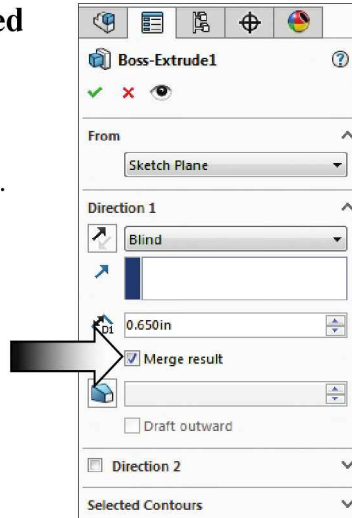 ed
Boss-Extrude1
From
Sketch Plane
.
Direction 1
Blind
D1
0.650in
Merge result
Draft outward
Direction 2
Selected Contours